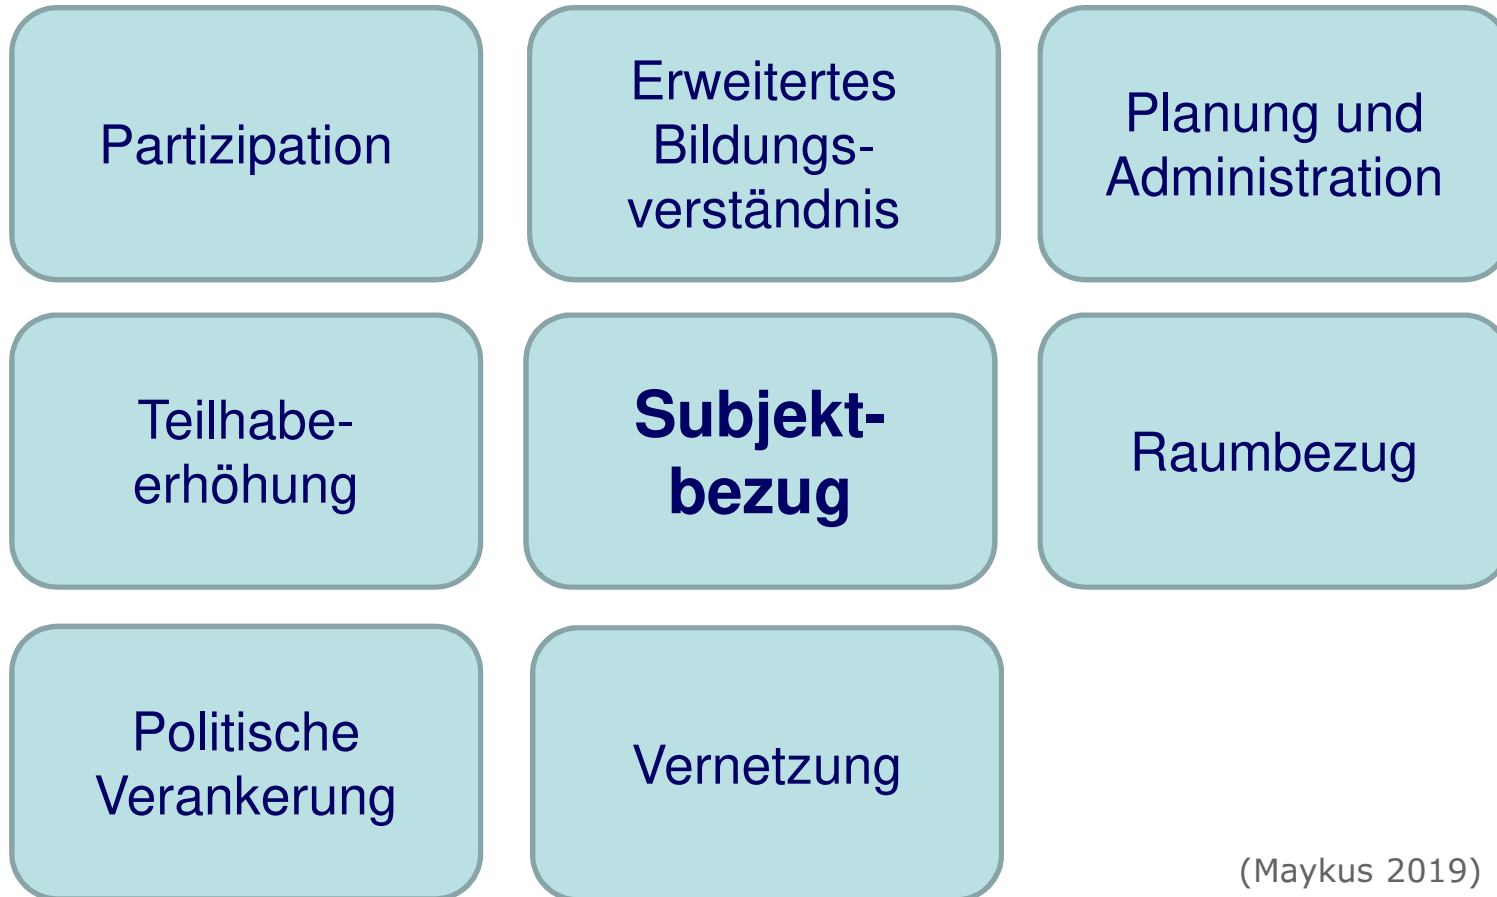 Partizipation
Erweitertes
Bildungs-
verständnis
Planung und
Administration
Teilhabe-
erhöhung
Subjekt-
bezug
Raumbezug
Politische
Verankerung
Vernetzung
(Maykus 2019)